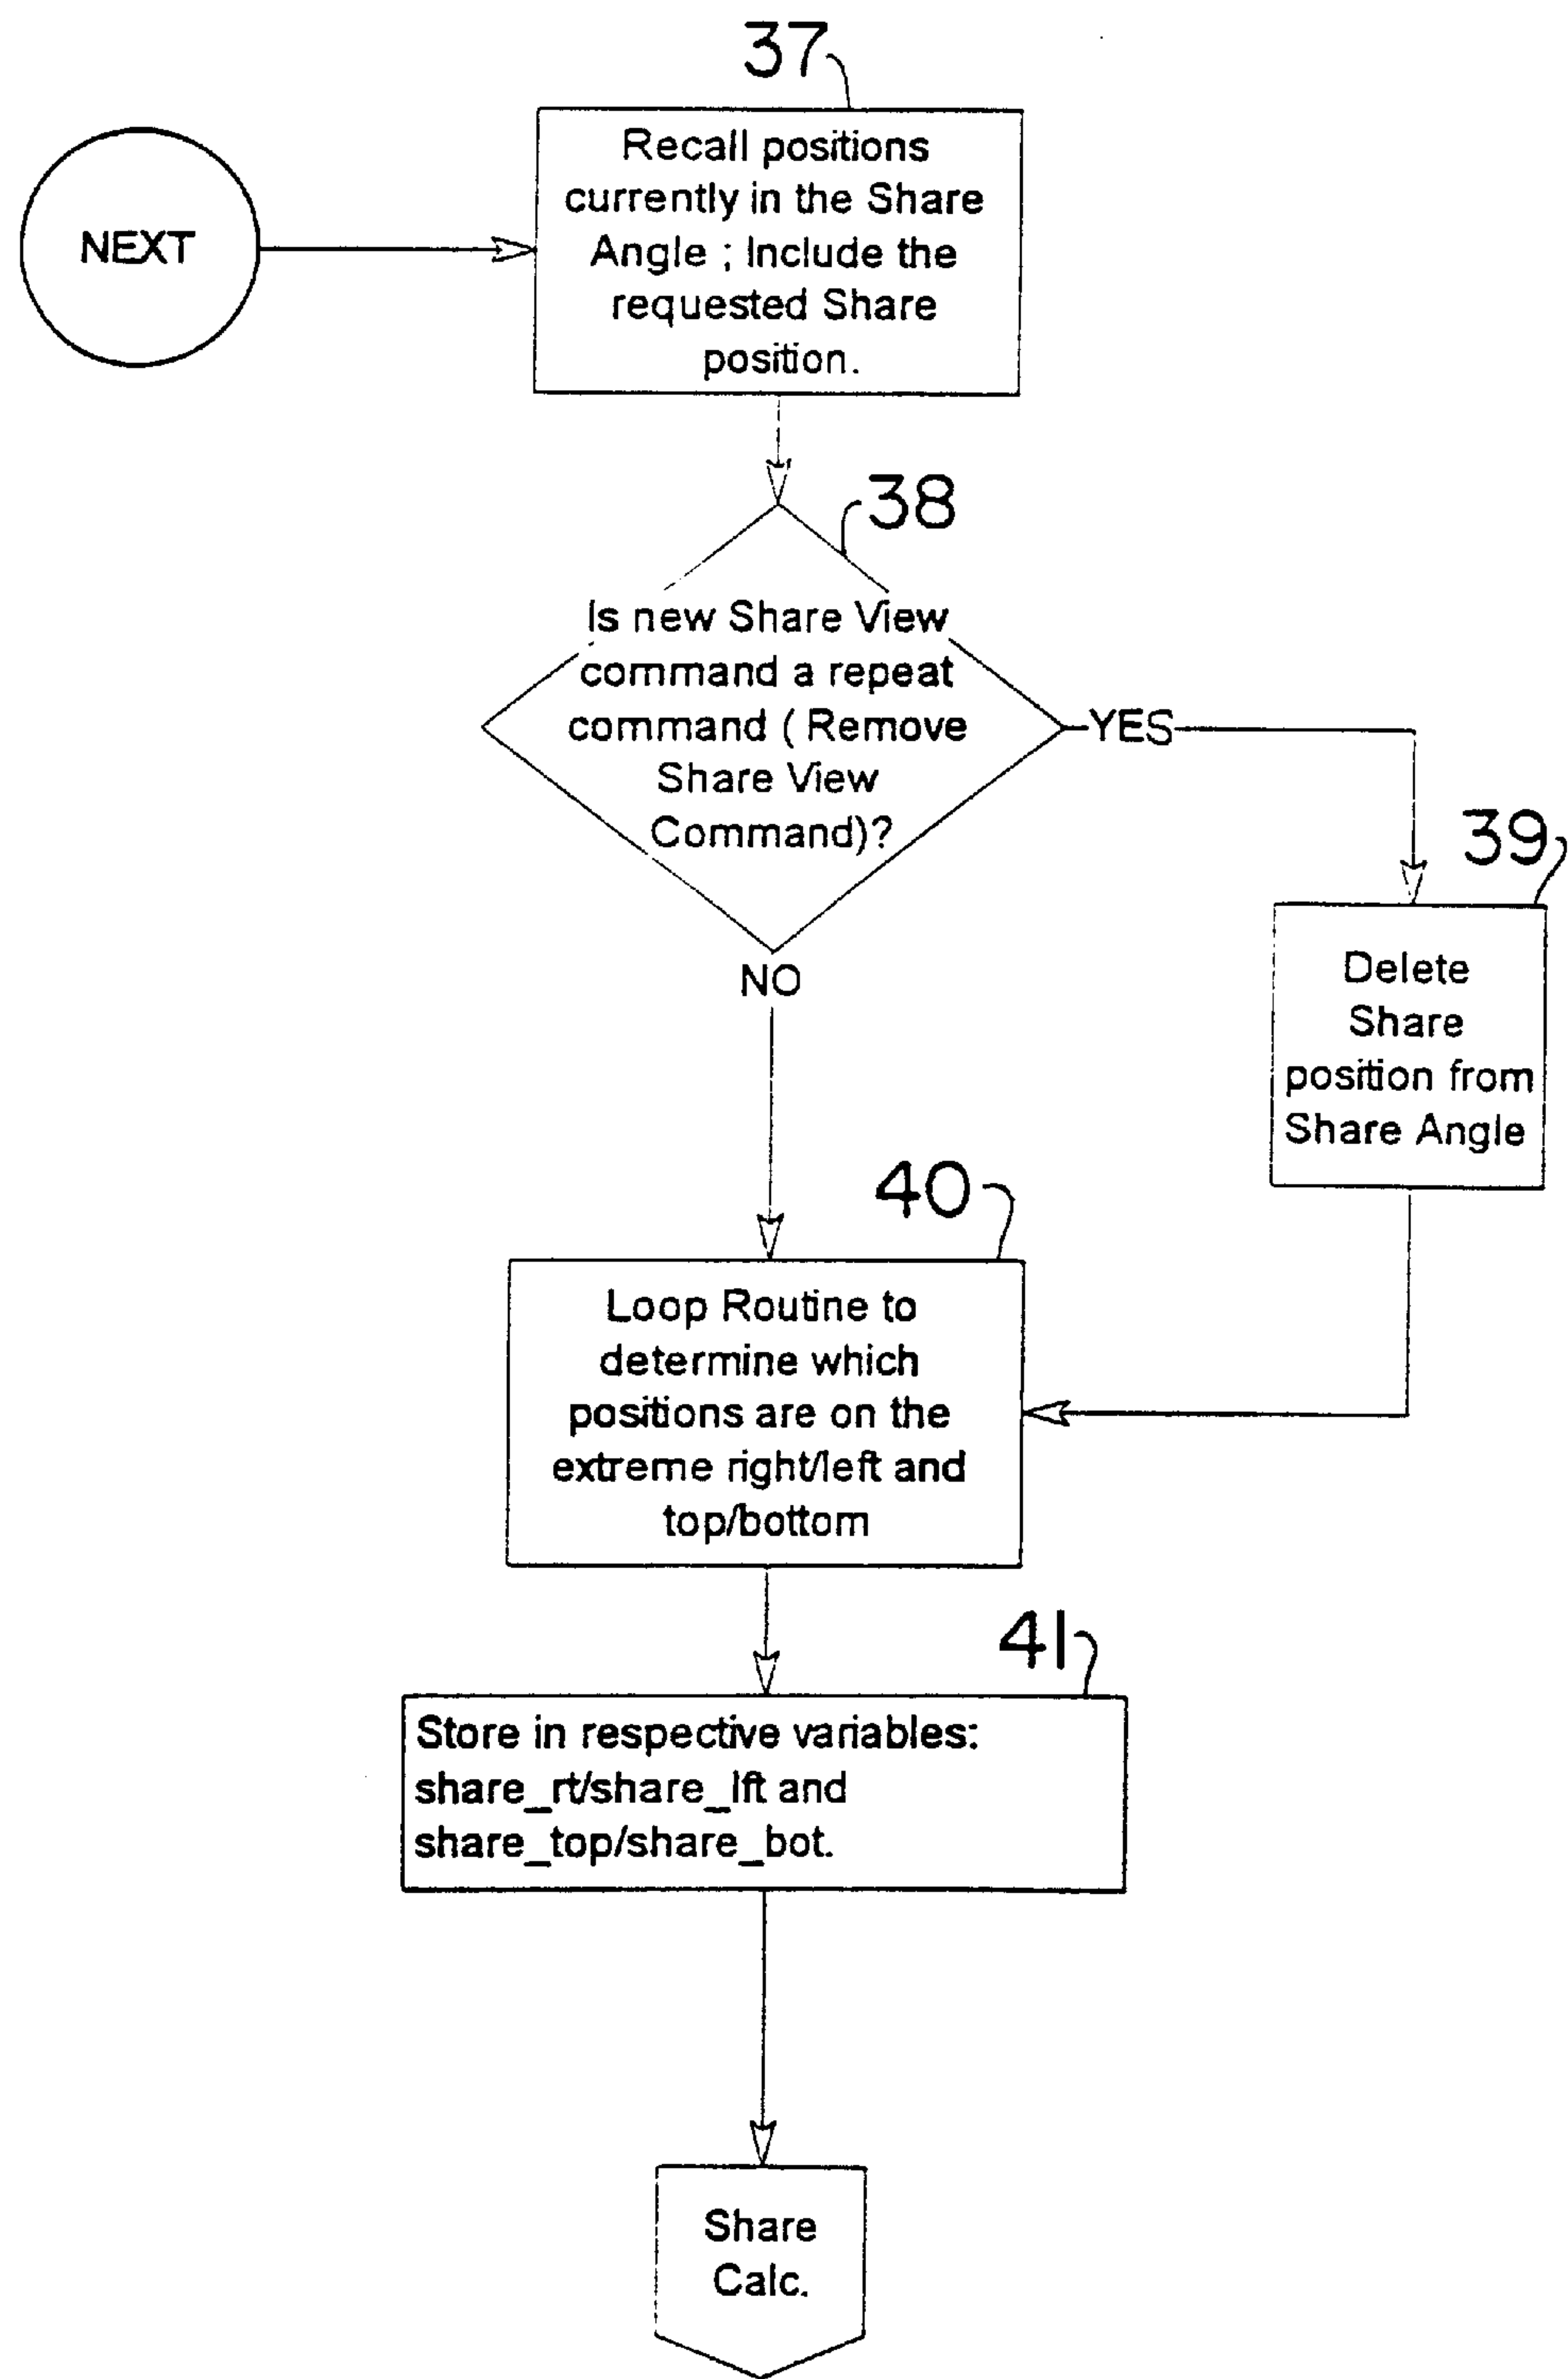 37
NEXT
Recall positions
currently in the Share
Angle ; Include the
requested Share
position.
38
Is new Share View
command a repeat
command ( Remove
Share View
Command)?
YES
NO
39
Delete
Share
position from
Share Angle
40
Loop Routine to
determine which
positions are on the
extreme right/left and
top/bottom
41
Store in respective variables:
share_rt/share_lft and
share_top/share_bot.
Share
Calc.